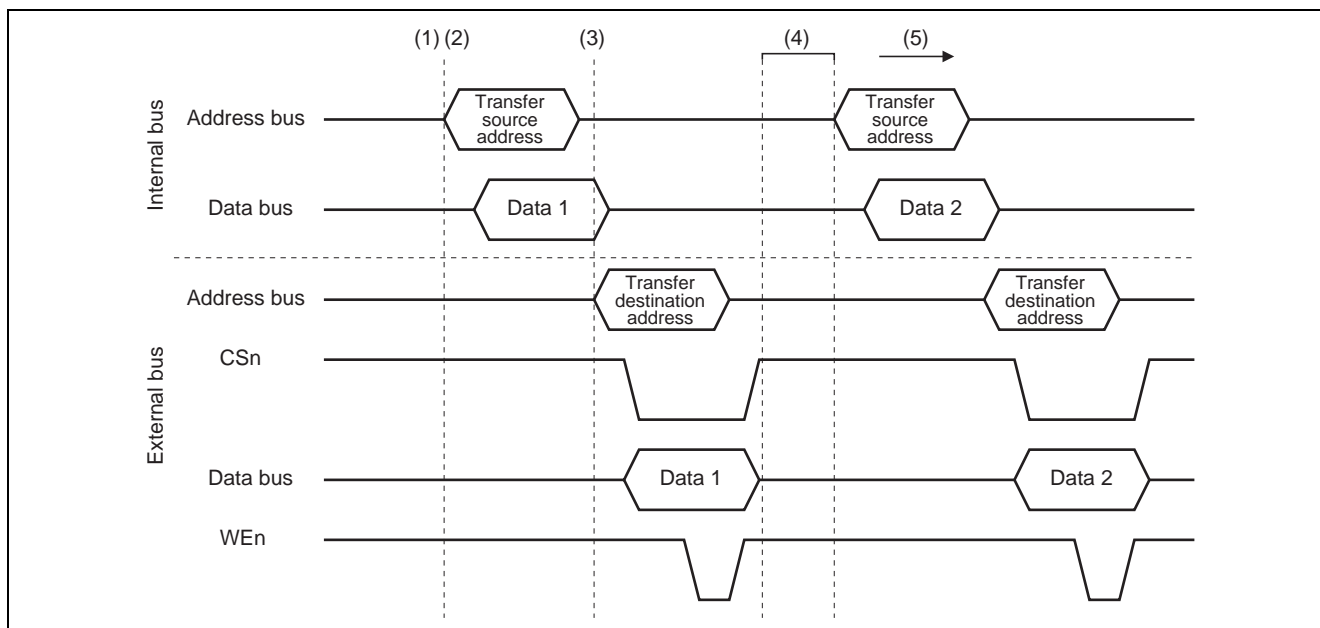 (1) (2) (3) (4) (5)
Internal bus
Address bus
Transfer
source
address
Transfer
source
address
Data bus
Data 1
Data 2
External bus
Address bus
Transfer
destination
address
Transfer
destination
address
CSn
Data bus
Data 1
Data 2
WEn